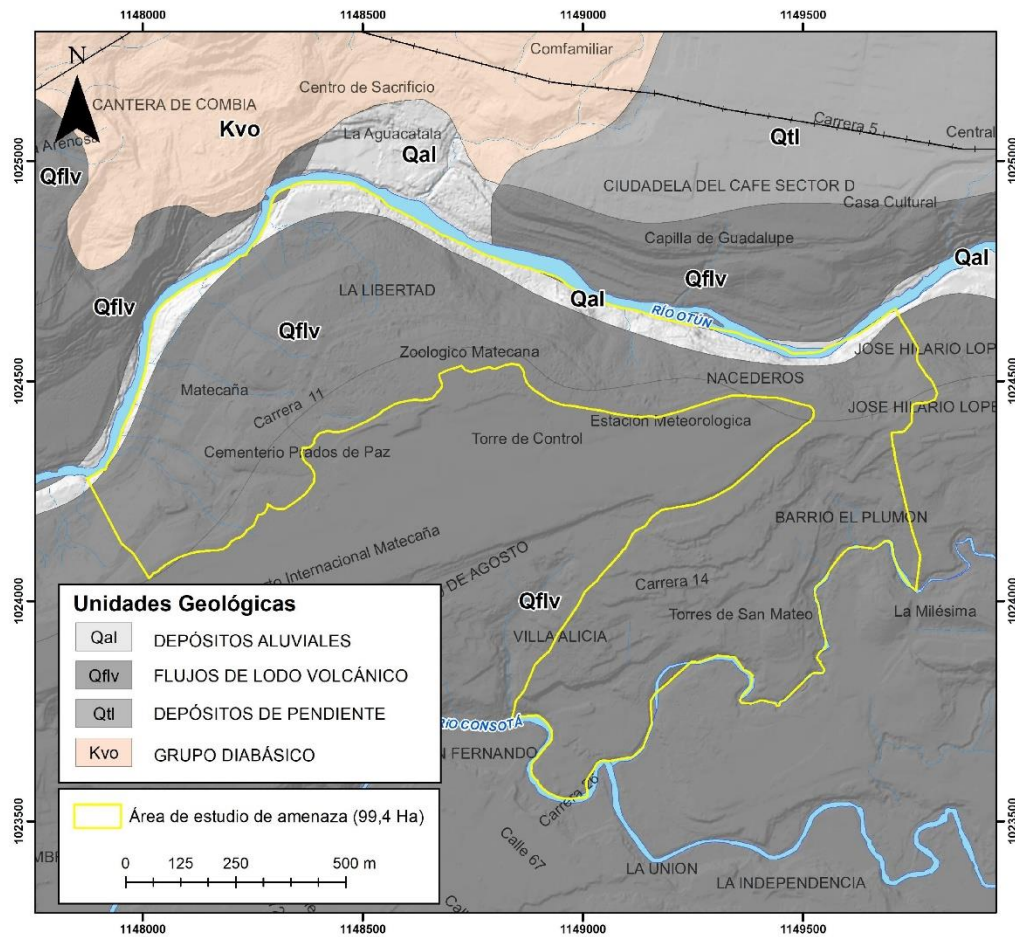 1148000
1148500
1149000
1149500
N
Comfamiliar
CANTERA DE COMBIA
Centro de Sacrificio
Kvo
La Aguacatala
Qal
Carrera 5
Qtl
Central
Arenosa
1025000
1025000
Qflv
CIUDADELA DEL CAFE SECTOR D
Casa Cultural
Capilla de Guadalupe
Qal
Qflv
Qflv
LA LIBERTAD
Qal
Qflv
RÍO OTÚN
Zoologico Matecana
JOSE HILARIO LOP
NACEDEROS
1024500
1024500
Matecaña
Carrera 11
JOSE HILARIO LOPE
Estación Meteorologica
Torre de Control
Cementerio Prados de Paz
BARRIO EL PLUMON
to Internacional Matecaña
O DE AGOSTO
Carrera 14
1024000
1024000
Qflv
Torres de San Mateo
La Milésima
VILLA ALICIA
Unidades Geológicas
Qal DEPÓSITOS ALUVIALES
Qflv FLUJOS DE LODO VOLCÁNICO
Qtl DEPÓSITOS DE PENDIENTE
Kvo GRUPO DIABÁSICO
RIO CONSOTÁ
N FERNANDO
Carrera 26
1023500
1023500
Área de estudio de amenaza (99,4 Ha)
0 125 250 500 m
Calle 67
LA UNION
LA INDEPENDENCIA
MBR
Call
1148000
1148500
1149000
1149500